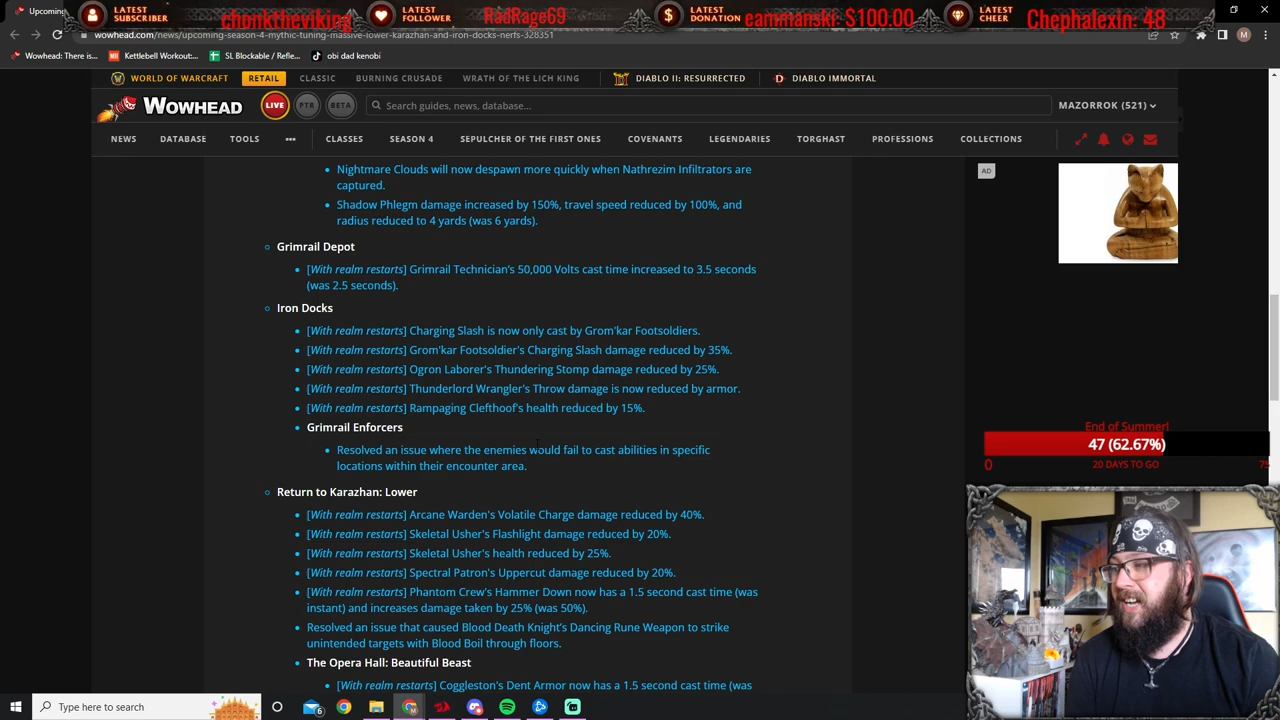 Upcoming
LATEST SUBSCRIBER
chonktheviking
LATEST FOLLOWER
RadRage69
LATEST DONATION
eammanski: $100.00
LATEST CHEER
Chephalexin: 48
wowhead.com/news/upcoming-season-4-mythic-tuning-massive-lower-karazhan-and-iron-docks-nerfs-328351
M
Wowhead: There is...
Kettlebell Workout:...
SL Blockable / Refle...
obi dad kenobi
WORLD OF WARCRAFT
RETAIL
CLASSIC
BURNING CRUSADE
WRATH OF THE LICH KING
DIABLO II: RESURRECTED
DIABLO IMMORTAL
WOWHEAD
LIVE
PTR
BETA
Search guides, news, database...
MAZORROK (521)
NEWS
DATABASE
TOOLS
•••
CLASSES
SEASON 4
SEPULCHER OF THE FIRST ONES
COVENANTS
LEGENDARIES
TORGHAST
PROFESSIONS
COLLECTIONS
Nightmare Clouds will now despawn more quickly when Nathrezim Infiltrators are
captured.
Shadow Phlegm damage increased by 150%, travel speed reduced by 100%, and
radius reduced to 4 yards (was 6 yards).
Grimrail Depot
[With realm restarts] Grimrail Technician's 50,000 Volts cast time increased to 3.5 seconds
(was 2.5 seconds).
Iron Docks
[With realm restarts] Charging Slash is now only cast by Grom'kar Footsoldiers.
[With realm restarts] Grom'kar Footsoldier's Charging Slash damage reduced by 35%.
[With realm restarts] Ogron Laborer's Thundering Stomp damage reduced by 25%.
[With realm restarts] Thunderlord Wrangler's Throw damage is now reduced by armor.
[With realm restarts] Rampaging Clefthoof's health reduced by 15%.
Grimrail Enforcers
Resolved an issue where the enemies would fail to cast abilities in specific
locations within their encounter area.
Return to Karazhan: Lower
[With realm restarts] Arcane Warden's Volatile Charge damage reduced by 40%.
[With realm restarts] Skeletal Usher's Flashlight damage reduced by 20%.
[With realm restarts] Skeletal Usher's health reduced by 25%.
[With realm restarts] Spectral Patron's Uppercut damage reduced by 20%.
[With realm restarts] Phantom Crew's Hammer Down now has a 1.5 second cast time (was
instant) and increases damage taken by 25% (was 50%).
Resolved an issue that caused Blood Death Knight's Dancing Rune Weapon to strike
unintended targets with Blood Boil through floors.
The Opera Hall: Beautiful Beast
[With realm restarts] Coggleston's Dent Armor now has a 1.5 second cast time (was
AD
End of Summer!
47 (62.67%)
0
20 DAYS TO GO
75
Type here to search
6